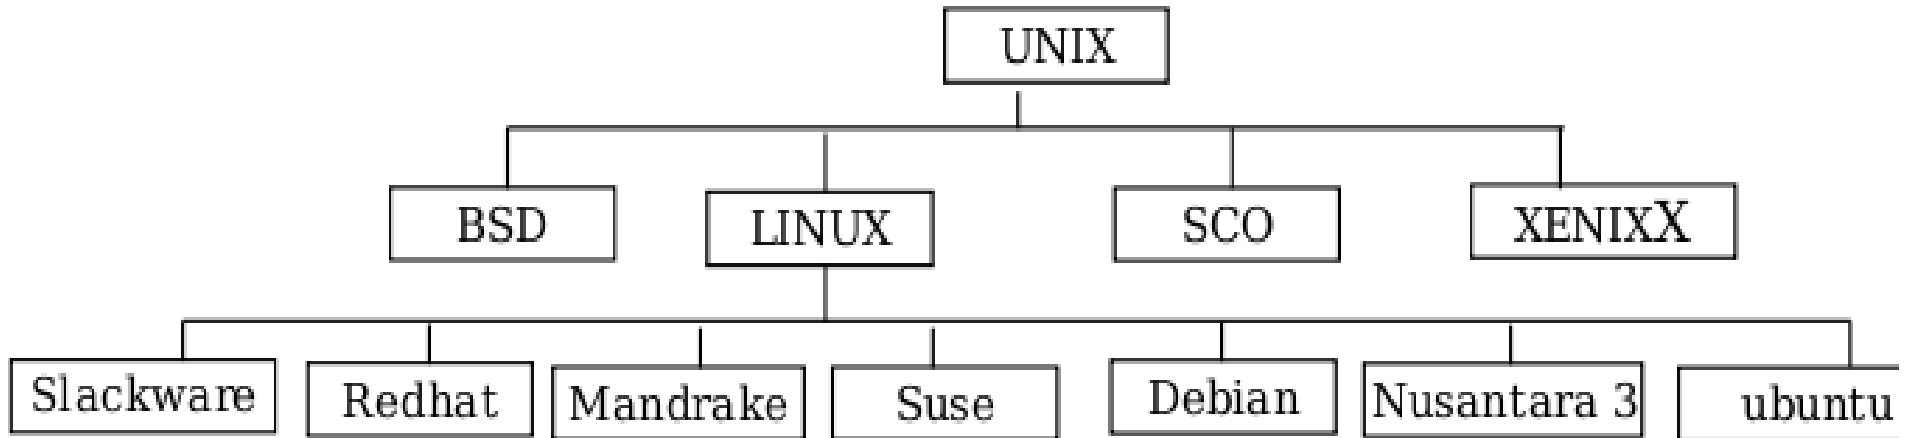 UNIX
BSD LINUX SCO XENIXX
Slackware Redhat Mandrake Suse Debian Nusantara 3 ubuntu